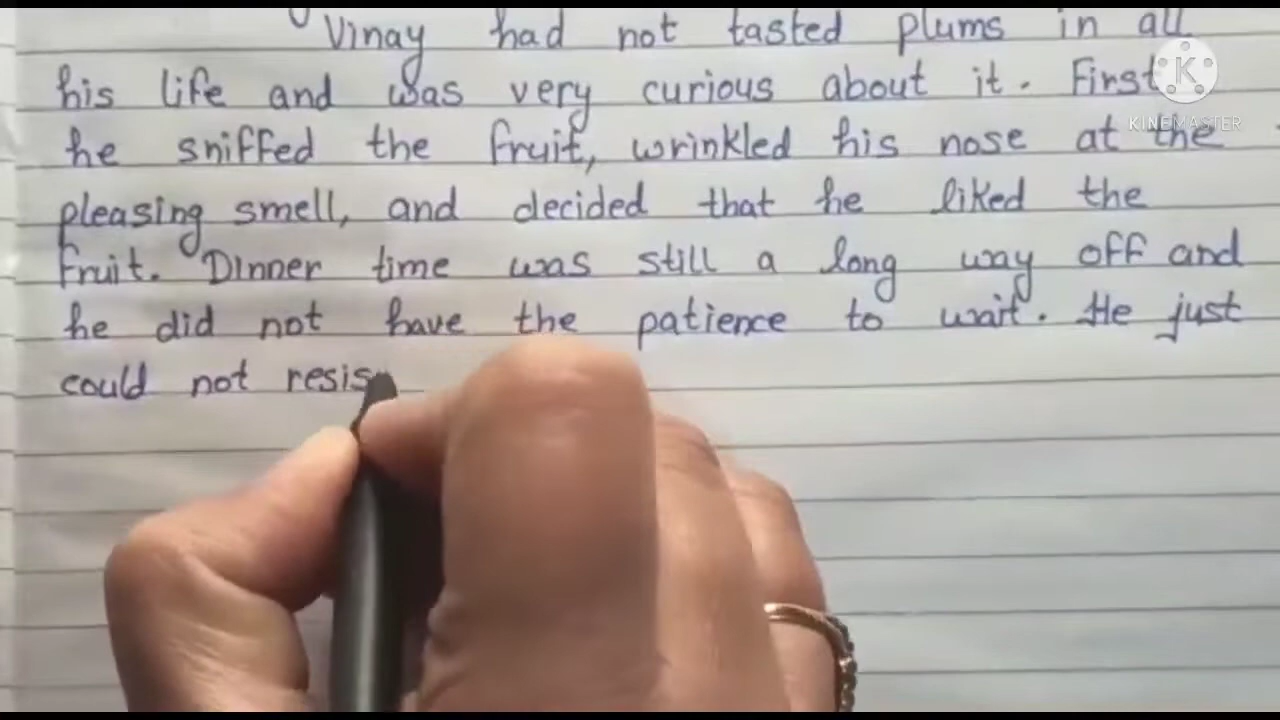 Vinay had not tasted plums in all
his life and was very curious about it. First
he sniffed the fruit, wrinkled his nose at the
pleasing smell, and decided that he liked the
fruit. Dinner time was still a long way off and
he did not have the patience to wait. He just
could not resis
K
KINEMASTER